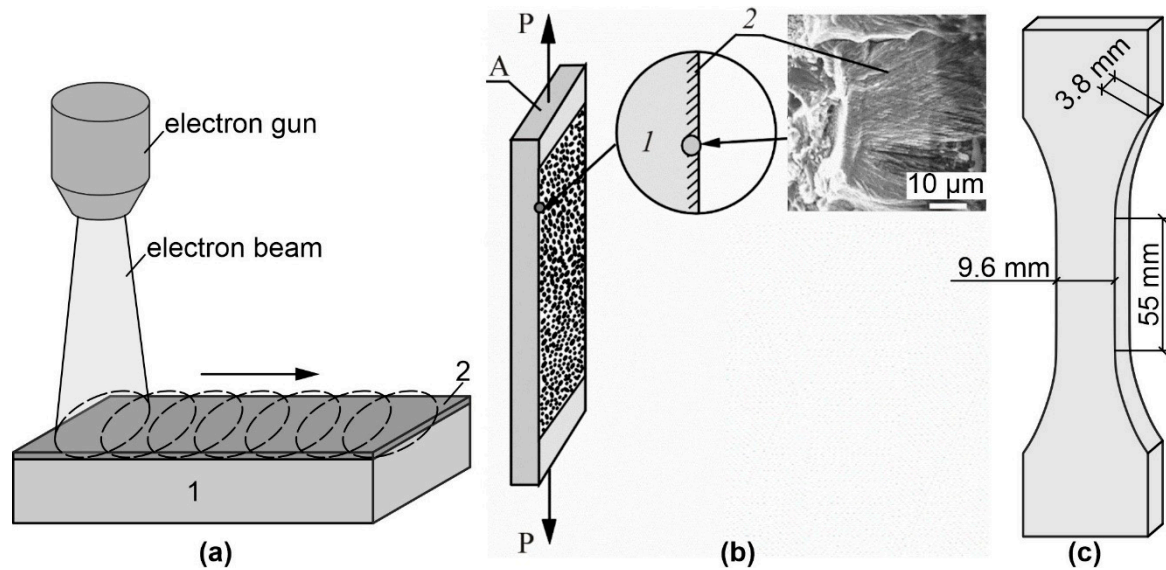 electron gun
electron beam
2
1
(a)
P
A
1
2
10 µm
P
(b)
3.8 mm
9.6 mm
55 mm
(c)